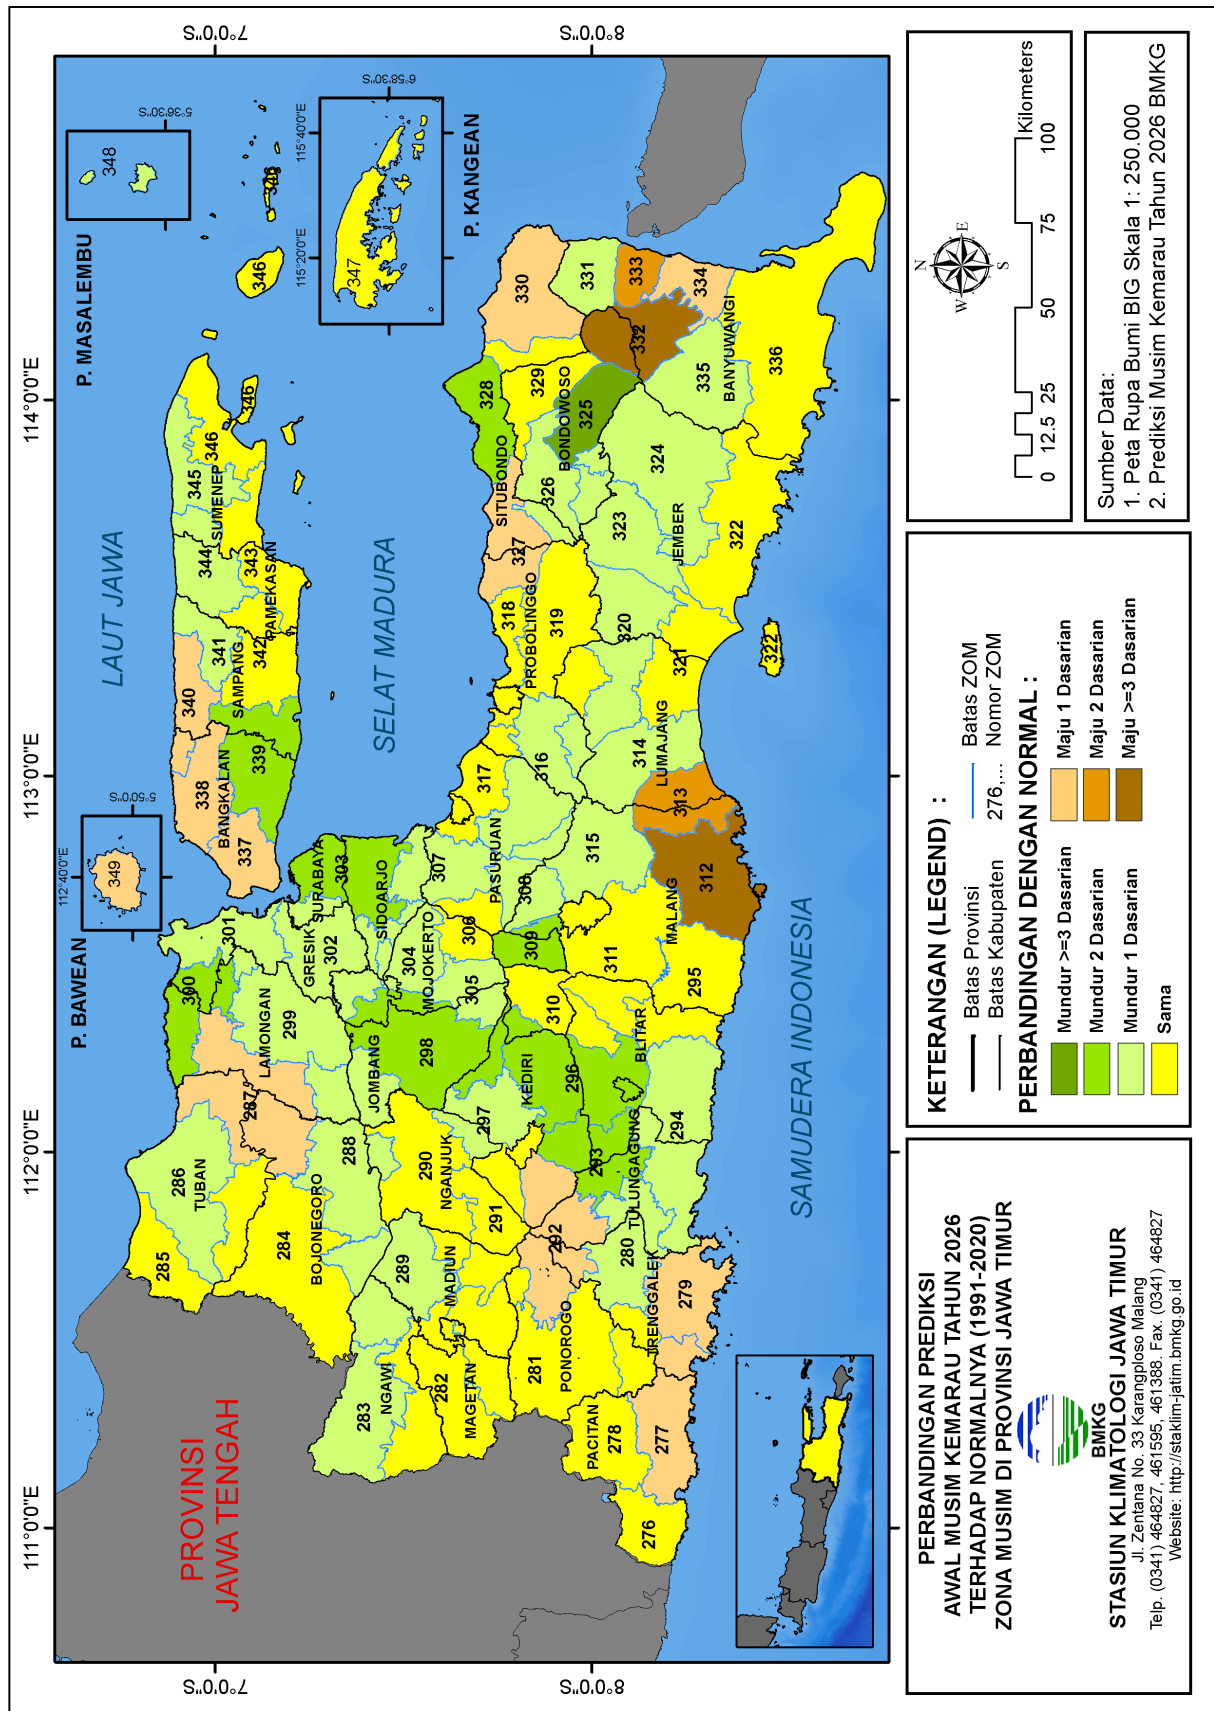 PERBANDINGAN PREDIKSI
AWAL MUSIM KEMARAU TAHUN 2026
TERHADAP NORMALNYA (1991-2020)
ZONA MUSIM DI PROVINSI JAWA TIMUR
BMKG
STASIUN KLIMATOLOGI JAWA TIMUR
Jl. Zentana No. 33 Karangploso Malang
Telp. (0341) 464827, 461595, 461388. Fax. (0341) 464827
Website: http://staklim-jatim.bmkg.go.id
KETERANGAN (LEGEND) :
Batas Provinsi
Batas Kabupaten
Batas ZOM
276,... Nomor ZOM
PERBANDINGAN DENGAN NORMAL :
Mundur >=3 Dasarian
Mundur 2 Dasarian
Mundur 1 Dasarian
Sama
Maju 1 Dasarian
Maju 2 Dasarian
Maju >=3 Dasarian
N
E
S
W
0 12.5 25 50 75 100
Kilometers
Sumber Data:
1. Peta Rupa Bumi BIG Skala 1: 250.000
2. Prediksi Musim Kemarau Tahun 2026 BMKG
111°0'0"E
112°0'0"E
113°0'0"E
114°0'0"E
7°0'0"S
8°0'0"S
7°0'0"S
8°0'0"S
PROVINSI
JAWA TENGAH
LAUT JAWA
SELAT MADURA
SAMUDERA INDONESIA
P. BAWEAN
112°40'0"E
5°50'0"S
349
P. MASALEMBU
5°36'30"S
348
P. KANGEAN
115°20'0"E
115°40'0"E
6°58'30"S
347
TUBAN
BOJONEGORO
LAMONGAN
GRESIK
SURABAYA
SIDOARJO
MOJOKERTO
JOMBANG
NGANJUK
MADIUN
NGAWI
MAGETAN
PONOROGO
PACITAN
TRENGGALEK
TULUNGAGUNG
KEDIRI
BLITAR
MALANG
PASURUAN
PROBOLINGGO
LUMAJANG
JEMBER
SITUBONDO
BONDOWOSO
BANYUWANGI
BANGKALAN
SAMPANG
PAMEKASAN
SUMENEP
276
277
278
279
280
281
282
283
284
285
286
287
288
289
290
291
292
293
294
295
296
297
298
299
300
301
302
303
304
305
306
307
308
309
310
311
312
313
314
315
316
317
318
319
320
321
322
322
323
324
325
326
327
328
329
330
331
332
333
334
335
336
337
338
339
340
341
342
343
344
345
346
346
346
346